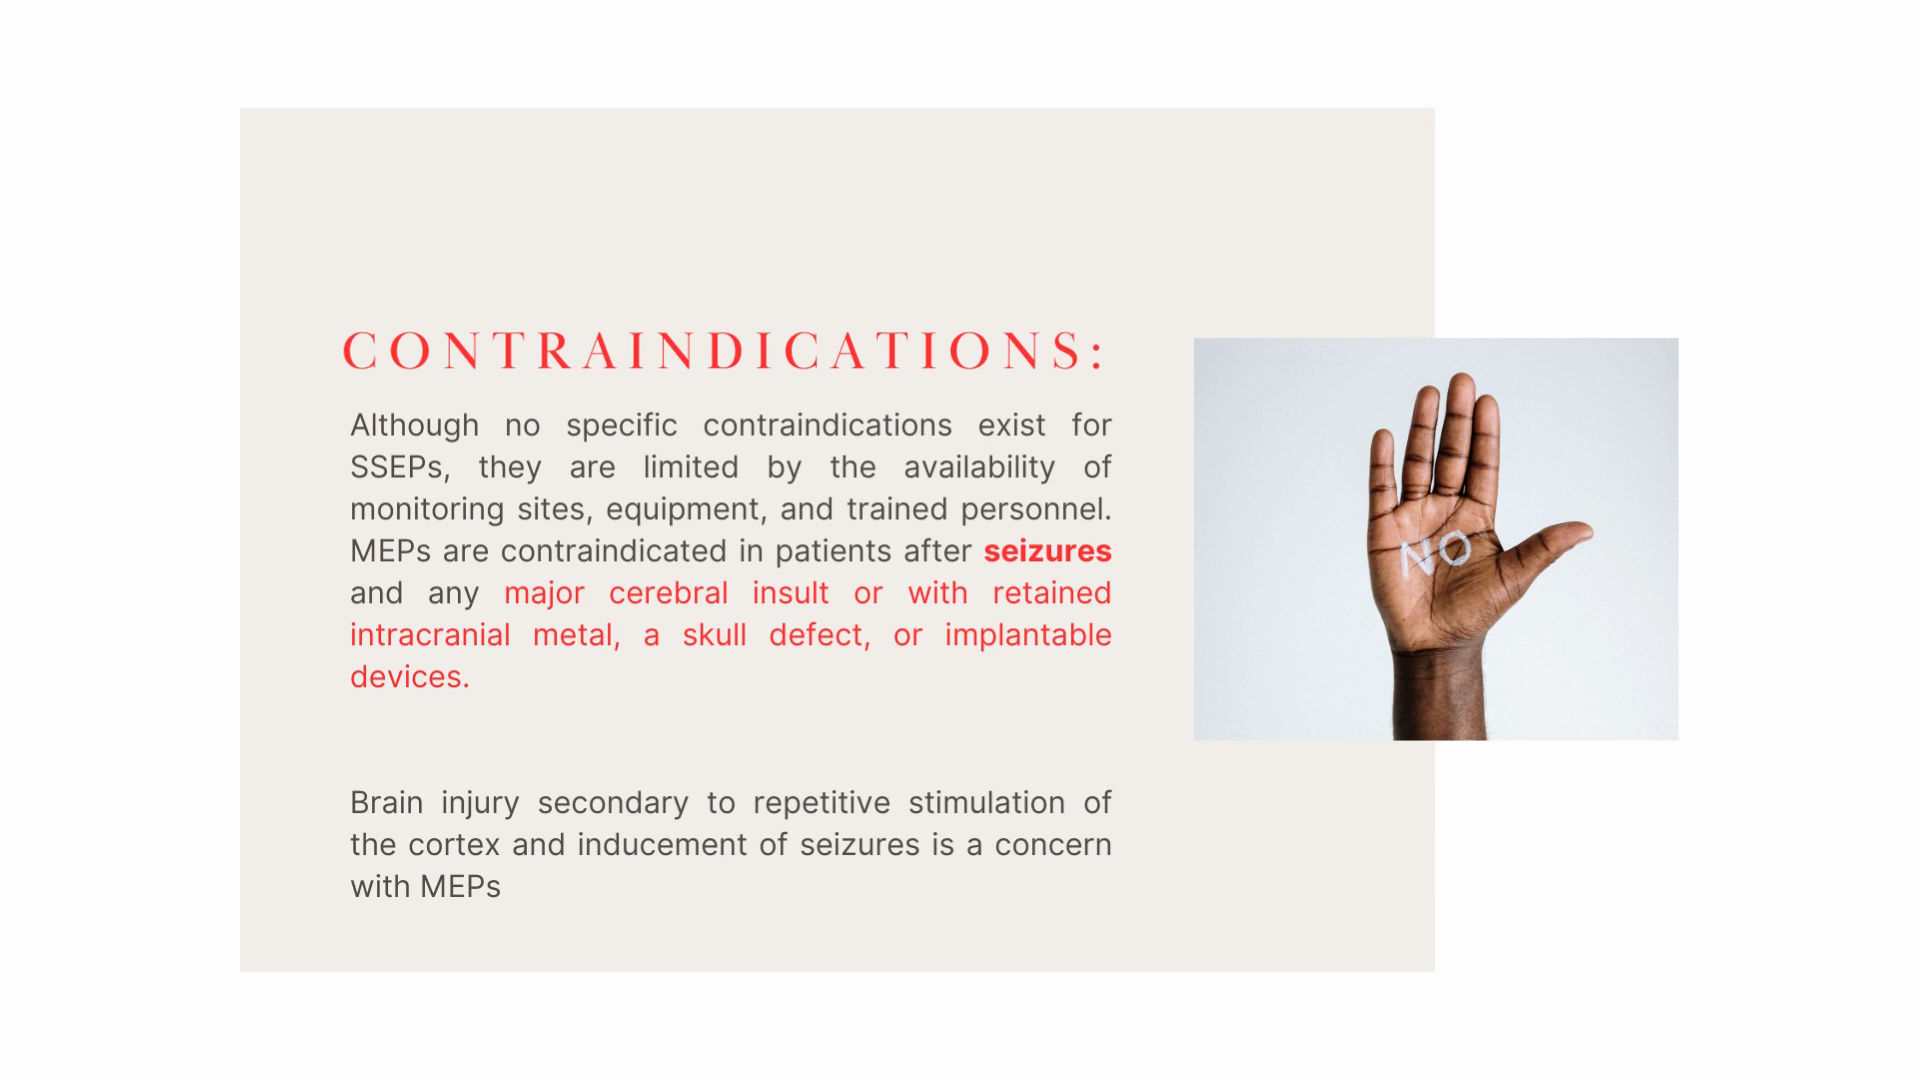 CONTRAINDICATIONS:
Although no specific contraindications exist for
SSEPs, they are limited by the availability of
monitoring sites, equipment, and trained personnel.
MEPs are contraindicated in patients after seizures
and any major cerebral insult or with retained
intracranial metal, a skull defect, or implantable
devices.
NO
Brain injury secondary to repetitive stimulation of
the cortex and inducement of seizures is a concern
with MEPs